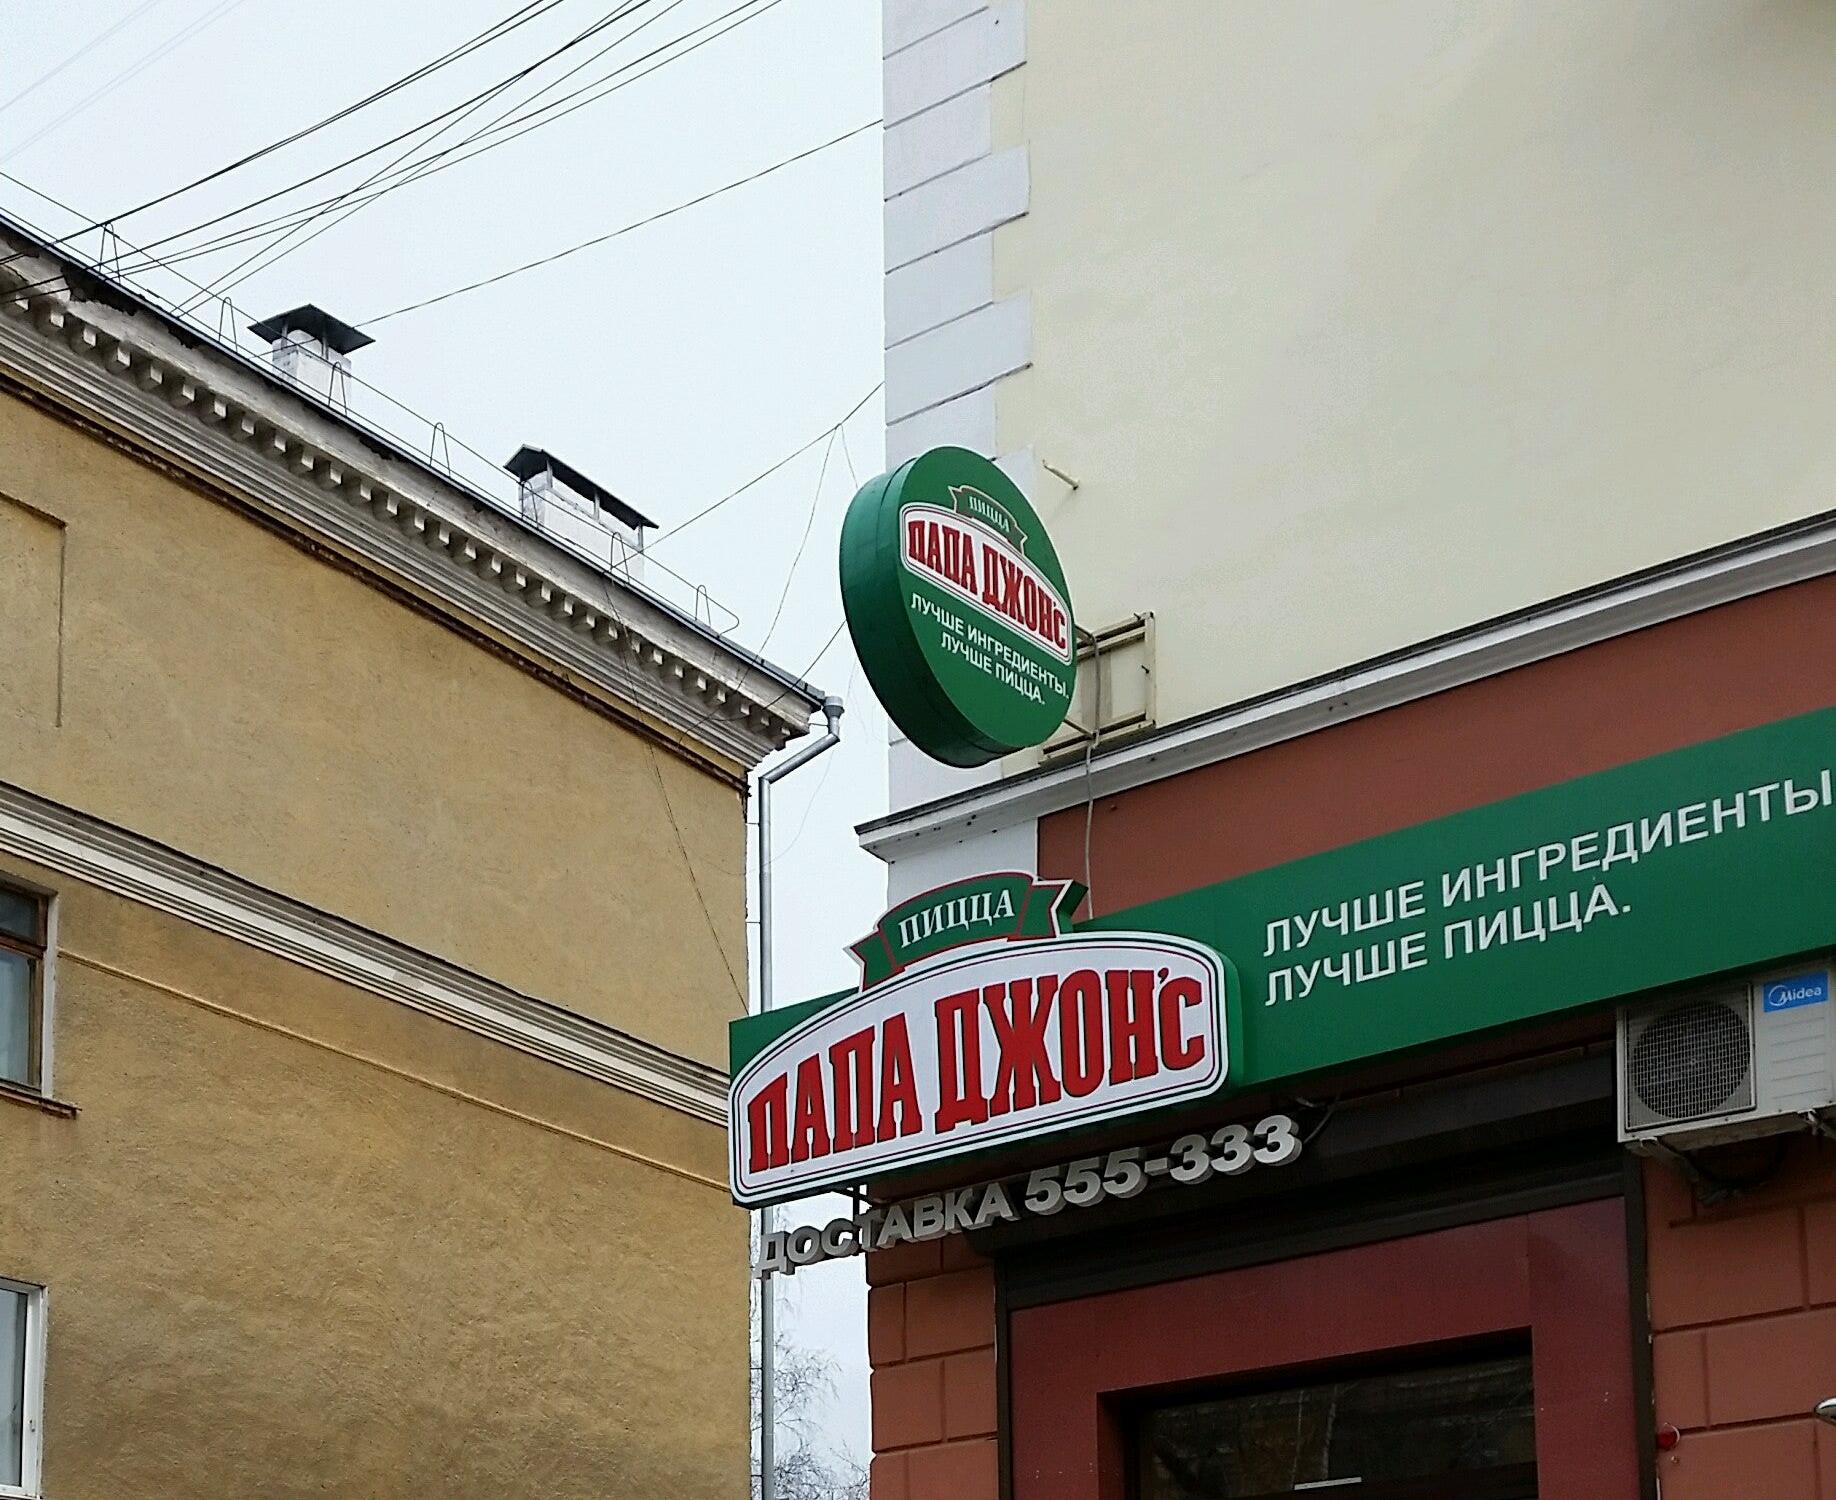 ПИЦЦА
ПАПА ДЖОН'С
ЛУЧШЕ ИНГРЕДИЕНТЫ.
ЛУЧШЕ ПИЦЦА.
ПИЦЦА
ПАПА ДЖОН'С
ЛУЧШЕ ИНГРЕДИЕНТЫ
ЛУЧШЕ ПИЦЦА.
ДОСТАВКА 555-333
Midea